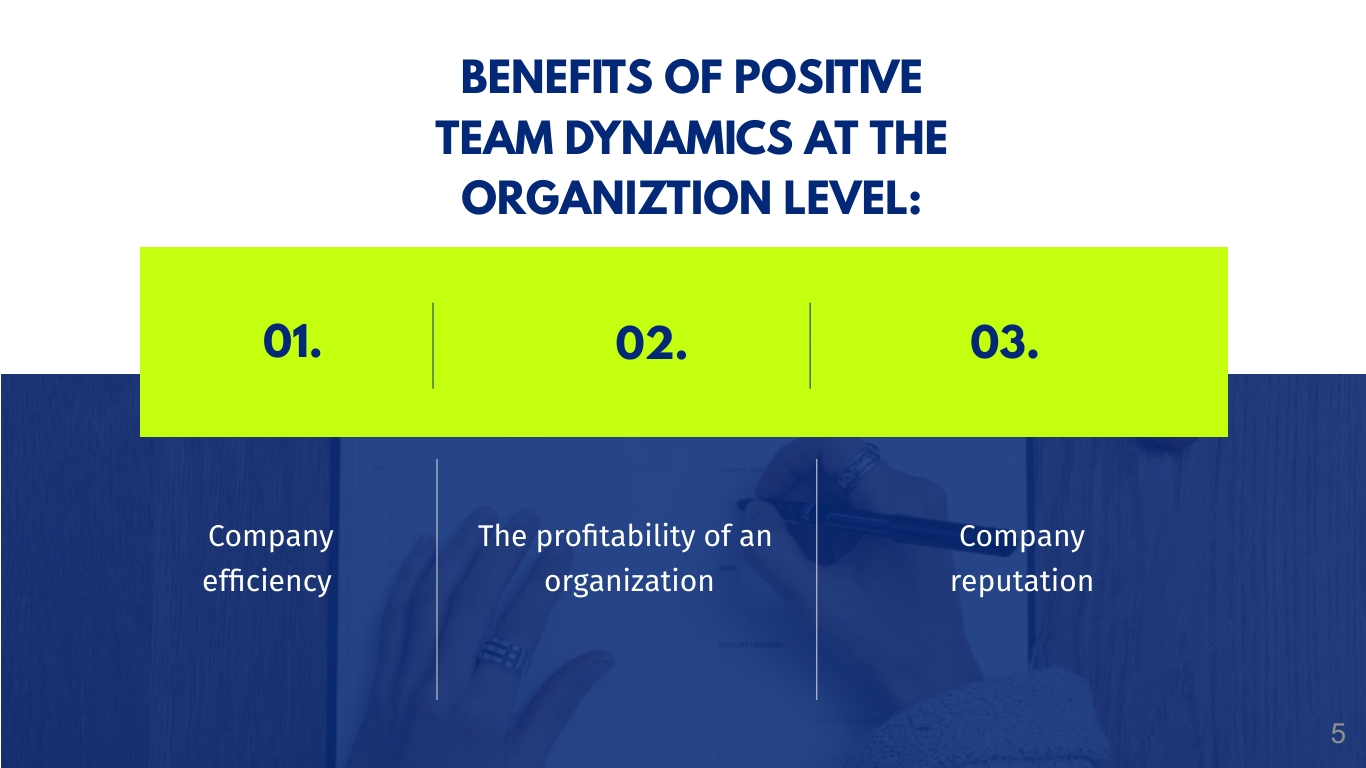 BENEFITS OF POSITIVE
TEAM DYNAMICS AT THE
ORGANIZTION LEVEL:
01.
02.
03.
Company
efficiency
The profitability of an
organization
Company
reputation
5